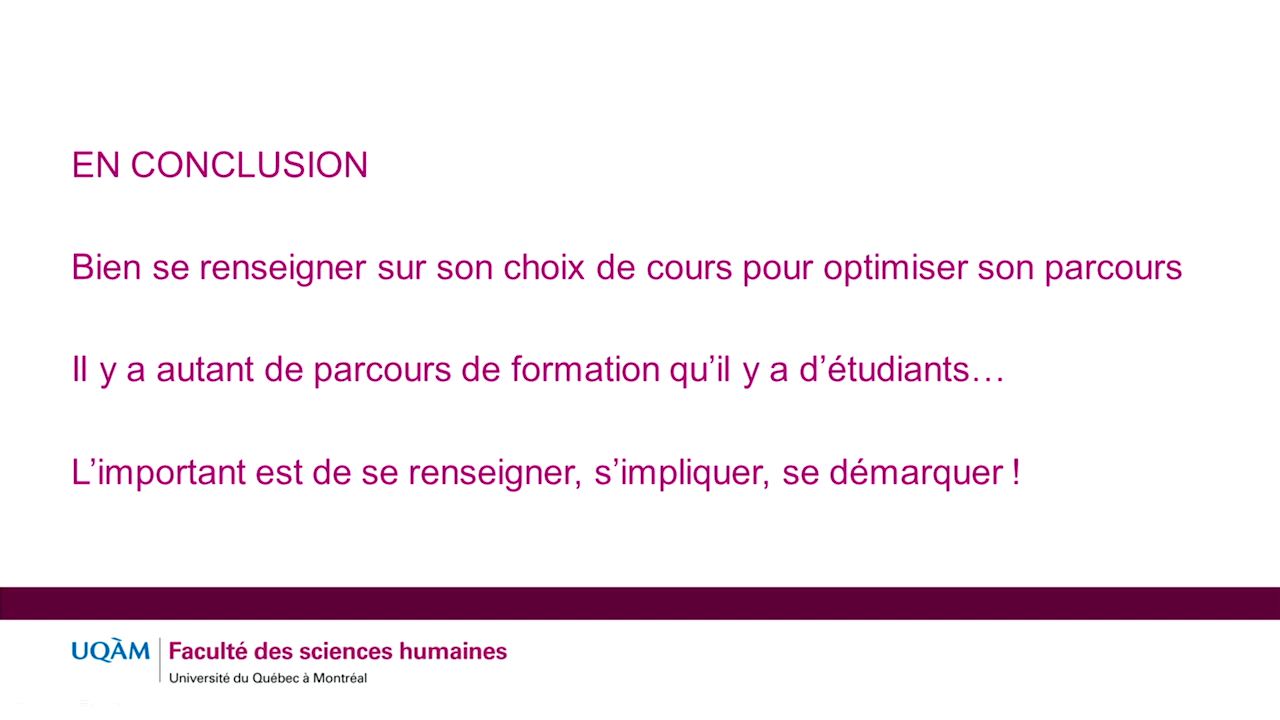 EN CONCLUSION
Bien se renseigner sur son choix de cours pour optimiser son parcours
Il y a autant de parcours de formation qu’il y a d’étudiants…
L’important est de se renseigner, s’impliquer, se démarquer !
UQÀM
Faculté des sciences humaines
Université du Québec à Montréal